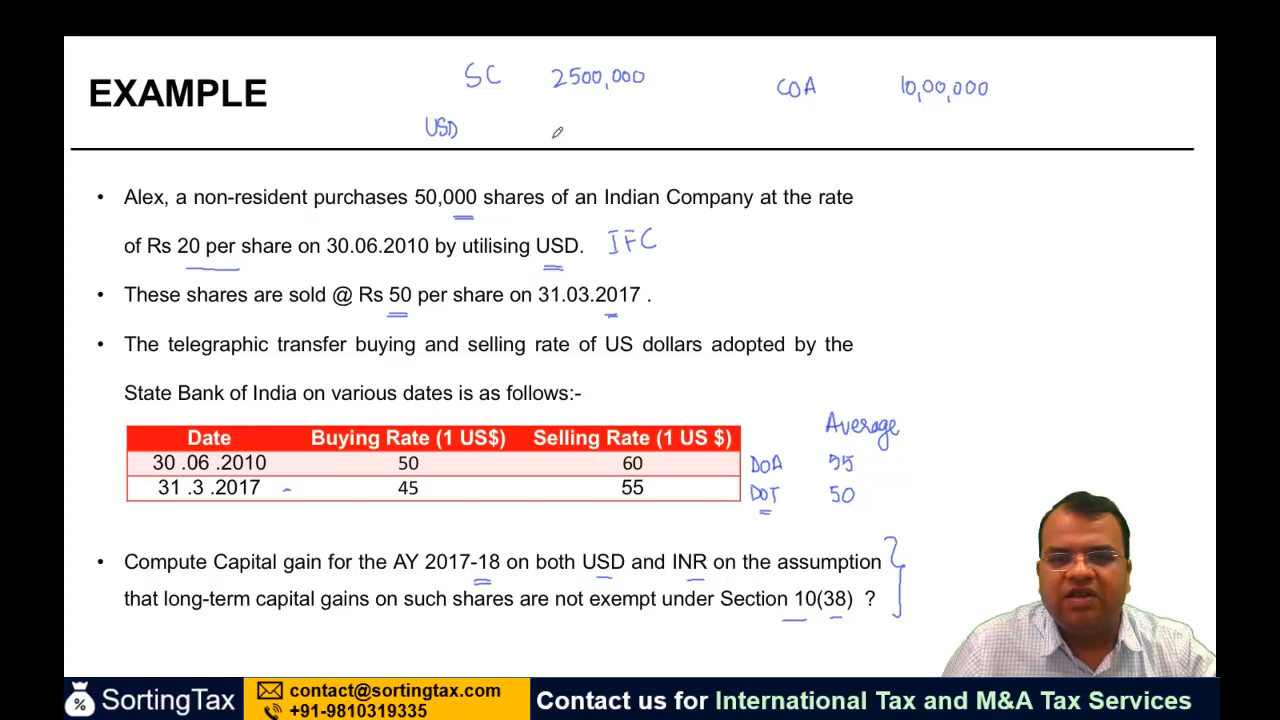 SC 2500,000 COA 10,00,000
EXAMPLE
USD
• Alex, a non-resident purchases 50,000 shares of an Indian Company at the rate
of Rs 20 per share on 30.06.2010 by utilising USD. IFC
• These shares are sold @ Rs 50 per share on 31.03.2017 .
• The telegraphic transfer buying and selling rate of US dollars adopted by the
State Bank of India on various dates is as follows:-
Average
Date Buying Rate (1 US$) Selling Rate (1 US $)
30 .06 .2010 50 60 DOA 55
31 .3 .2017 45 55 DOT 50
• Compute Capital gain for the AY 2017-18 on both USD and INR on the assumption
that long-term capital gains on such shares are not exempt under Section 10(38) ?
SortingTax
contact@sortingtax.com
+91-9810319335
Contact us for International Tax and M&A Tax Services